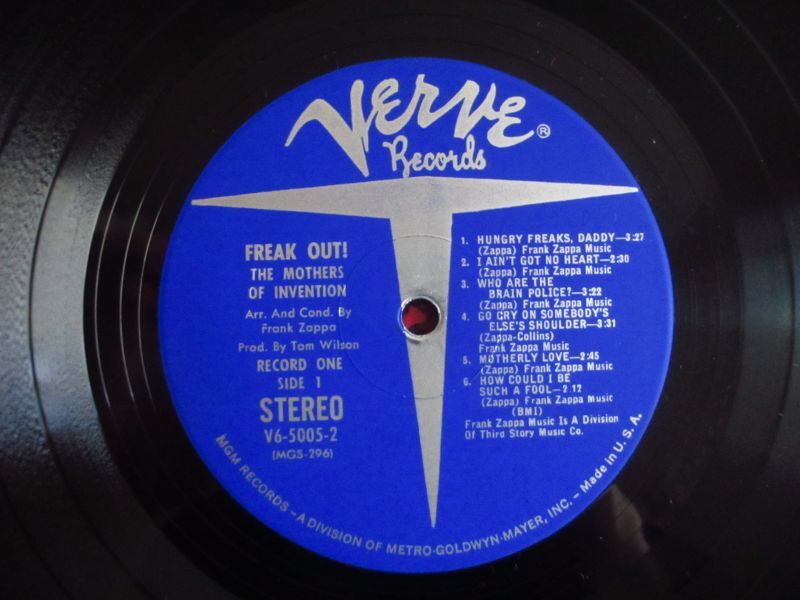 VERVE ®
Records
FREAK OUT!
THE MOTHERS
OF INVENTION
Arr. And Cond. By
Frank Zappa
Prod. By Tom Wilson
RECORD ONE
SIDE 1
STEREO
V6-5005-2
(MGS-296)
1. HUNGRY FREAKS, DADDY—3:27
(Zappa) Frank Zappa Music
2. I AIN'T GOT NO HEART—2:30
(Zappa) Frank Zappa Music
3. WHO ARE THE
BRAIN POLICE?—3:22
(Zappa) Frank Zappa Music
4. GO CRY ON SOMEBODY'S
ELSE'S SHOULDER—3:31
(Zappa-Collins)
Frank Zappa Music
5. MOTHERLY LOVE—2:45
(Zappa) Frank Zappa Music
6. HOW COULD I BE
SUCH A FOOL—2:12
(Zappa) Frank Zappa Music
(BMI)
Frank Zappa Music Is A Division
Of Third Story Music Co.
MGM RECORDS – A DIVISION OF METRO-GOLDWYN-MAYER, INC. – Made in U. S. A.